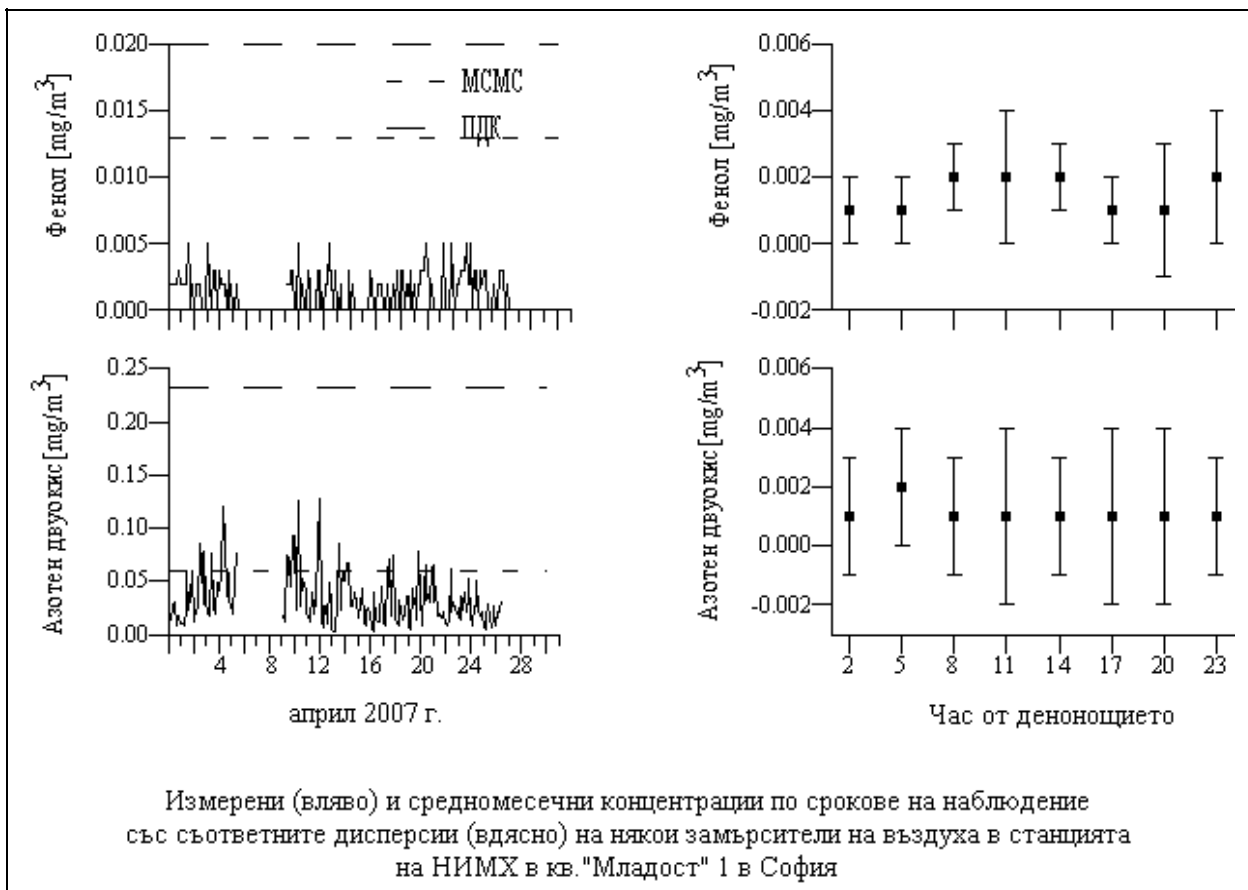 0.020
0.015
0.010
0.005
0.000
Фенол [mg/m³]
МСМС
ПДК
0.006
0.004
0.002
0.000
-0.002
Фенол [mg/m³]
0.25
0.20
0.15
0.10
0.05
0.00
Азотен двуокис [mg/m³]
4 8 12 16 20 24 28
април 2007 г.
0.006
0.004
0.002
0.000
-0.002
Азотен двуокис [mg/m³]
2 5 8 11 14 17 20 23
Час от денонощието
Измерени (вляво) и средномесечни концентрации по срокове на наблюдение
със съответните дисперсии (вдясно) на някои замърсители на въздуха в станцията
на НИМХ в кв."Младост" 1 в София